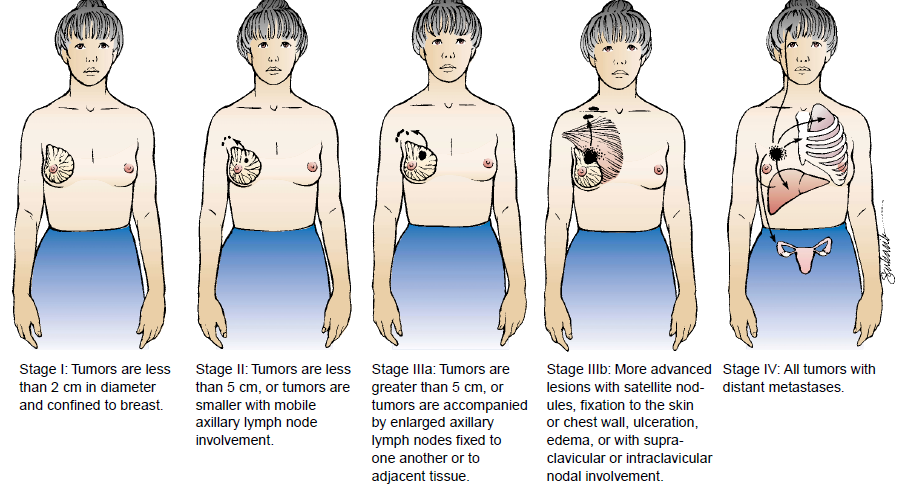 Stage I: Tumors are less
than 2 cm in diameter
and confined to breast.
Stage II: Tumors are less
than 5 cm, or tumors are
smaller with mobile
axillary lymph node
involvement.
Stage IIIa: Tumors are
greater than 5 cm, or
tumors are accompanied
by enlarged axillary
lymph nodes fixed to
one another or to
adjacent tissue.
Stage IIIb: More advanced
lesions with satellite nod-
ules, fixation to the skin
or chest wall, ulceration,
edema, or with supra-
clavicular or intraclavicular
nodal involvement.
Stage IV: All tumors with
distant metastases.